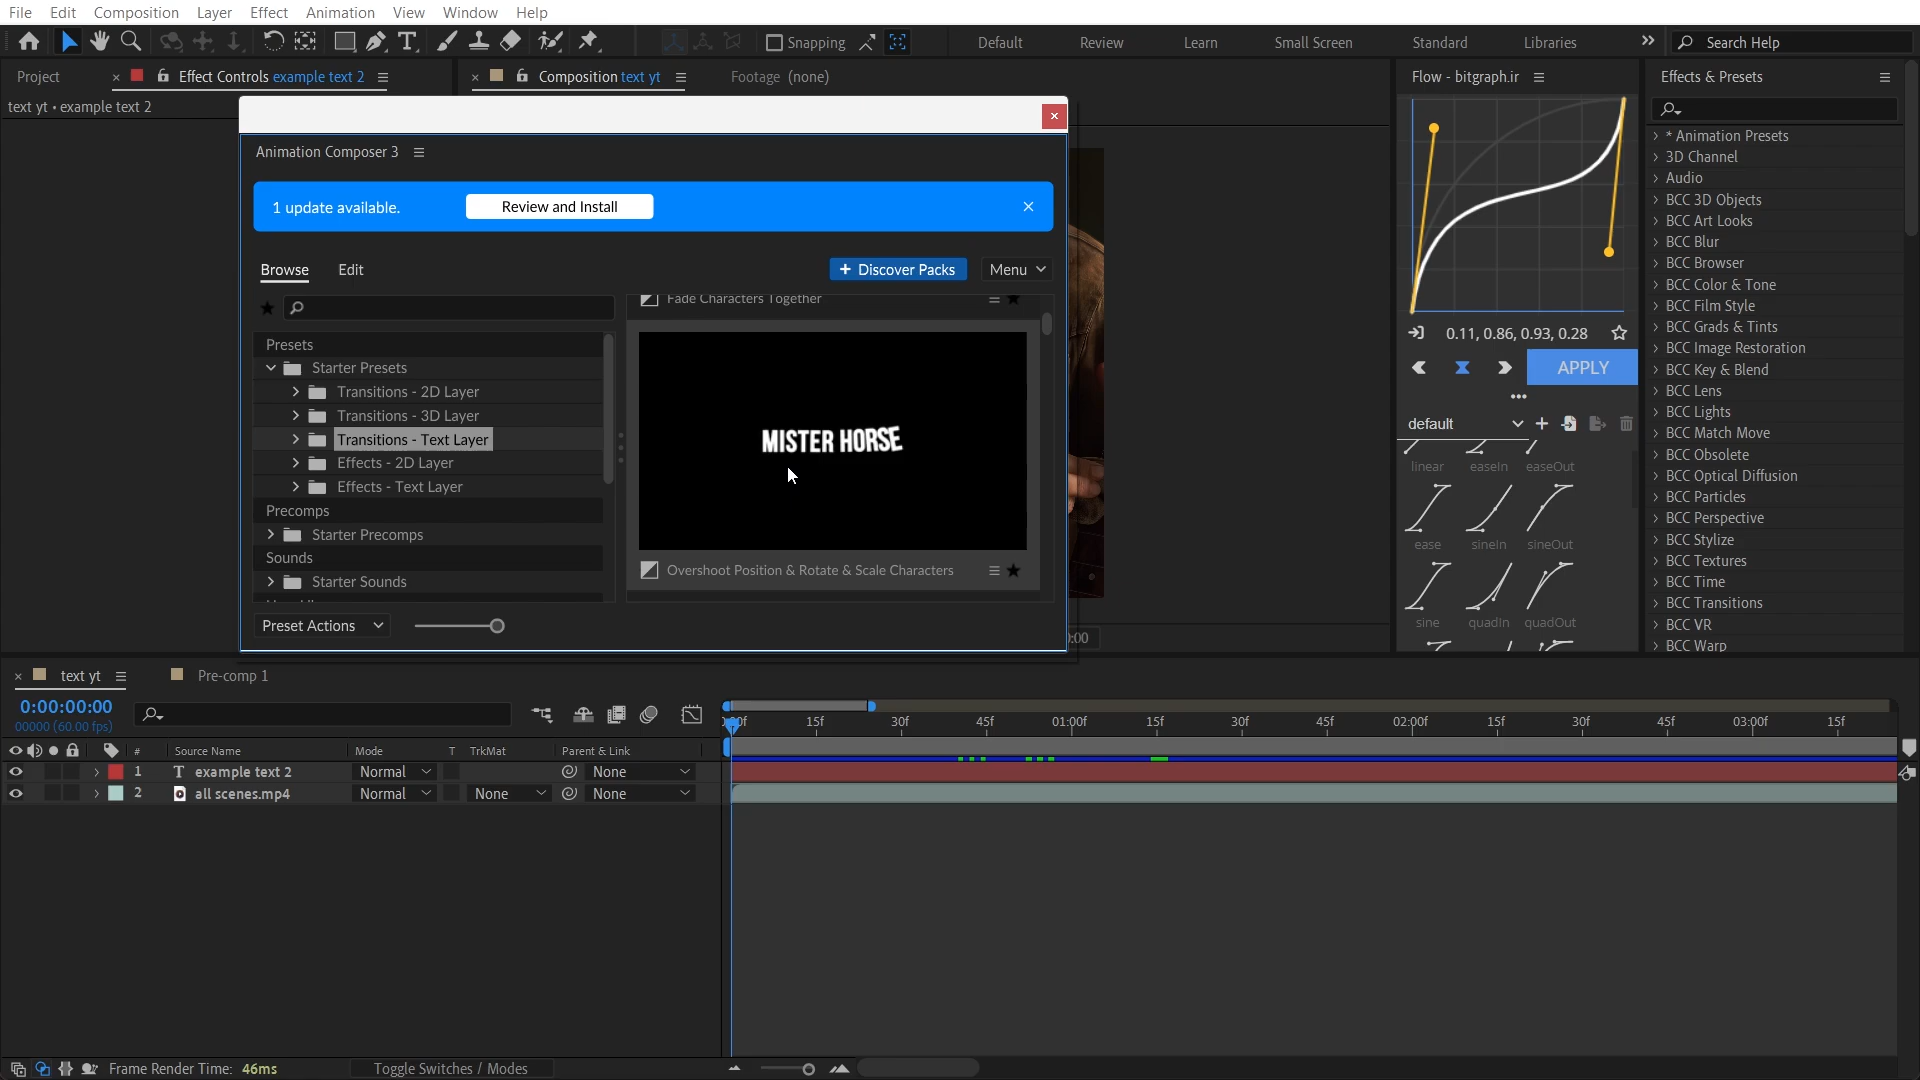 File Edit Composition Layer Effect Animation View Window Help
Snapping Default Review Learn Small Screen Standard Libraries Search Help
Project Effect Controls example text 2 Composition text yt Footage (none) Flow - bitgraph.ir Effects & Presets
text yt • example text 2
Animation Composer 3
1 update available. Review and Install
Browse Edit + Discover Packs Menu
Presets
Starter Presets
Transitions - 2D Layer
Transitions - 3D Layer
Transitions - Text Layer
Effects - 2D Layer
Effects - Text Layer
Precomps
Starter Precomps
Sounds
Starter Sounds
Preset Actions
Fade Characters Together
MISTER HORSE
Overshoot Position & Rotate & Scale Characters
0.11, 0.86, 0.93, 0.28
APPLY
default
linear easeIn easeOut
ease sineIn sineOut
sine quadIn quadOut
* Animation Presets
3D Channel
Audio
BCC 3D Objects
BCC Art Looks
BCC Blur
BCC Browser
BCC Color & Tone
BCC Film Style
BCC Grads & Tints
BCC Image Restoration
BCC Key & Blend
BCC Lens
BCC Lights
BCC Match Move
BCC Obsolete
BCC Optical Diffusion
BCC Particles
BCC Perspective
BCC Stylize
BCC Textures
BCC Time
BCC Transitions
BCC VR
BCC Warp
text yt Pre-comp 1
0:00:00:00
00000 (60.00 fps)
15f 30f 45f 01:00f 15f 30f 45f 02:00f 15f 30f 45f 03:00f 15f
# Source Name Mode T TrkMat Parent & Link
1 T example text 2 Normal None
2 all scenes.mp4 Normal None None
Frame Render Time: 46ms Toggle Switches / Modes